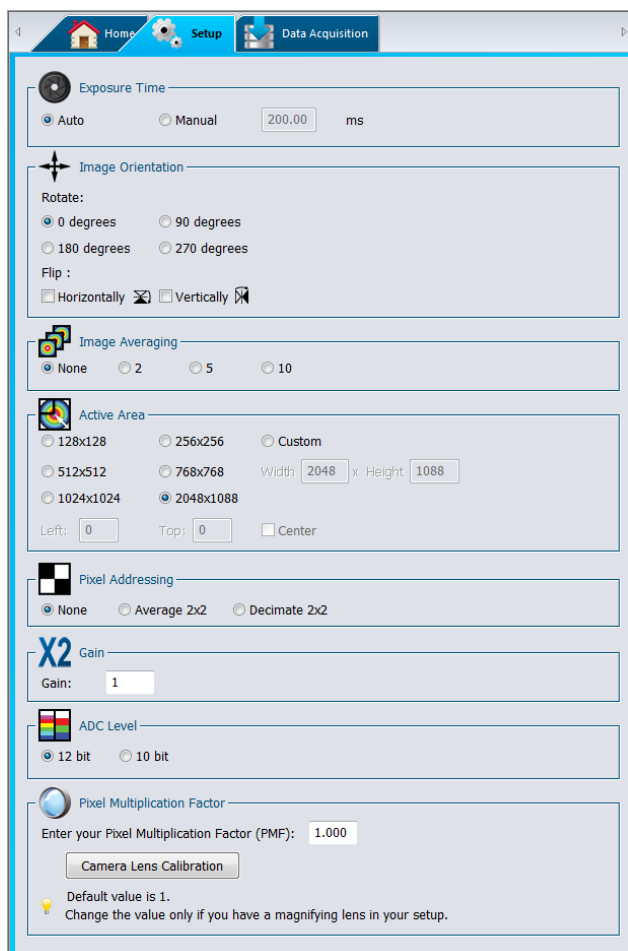 Home Setup Data Acquisition
Exposure Time
Auto Manual 200.00 ms
Image Orientation
Rotate:
0 degrees 90 degrees
180 degrees 270 degrees
Flip :
Horizontally Vertically
Image Averaging
None 2 5 10
Active Area
128x128 256x256 Custom
512x512 768x768 Width 2048 x Height 1088
1024x1024 2048x1088
Left: 0 Top: 0 Center
Pixel Addressing
None Average 2x2 Decimate 2x2
X2 Gain
Gain: 1
ADC Level
12 bit 10 bit
Pixel Multiplication Factor
Enter your Pixel Multiplication Factor (PMF): 1.000
Camera Lens Calibration
Default value is 1.
Change the value only if you have a magnifying lens in your setup.